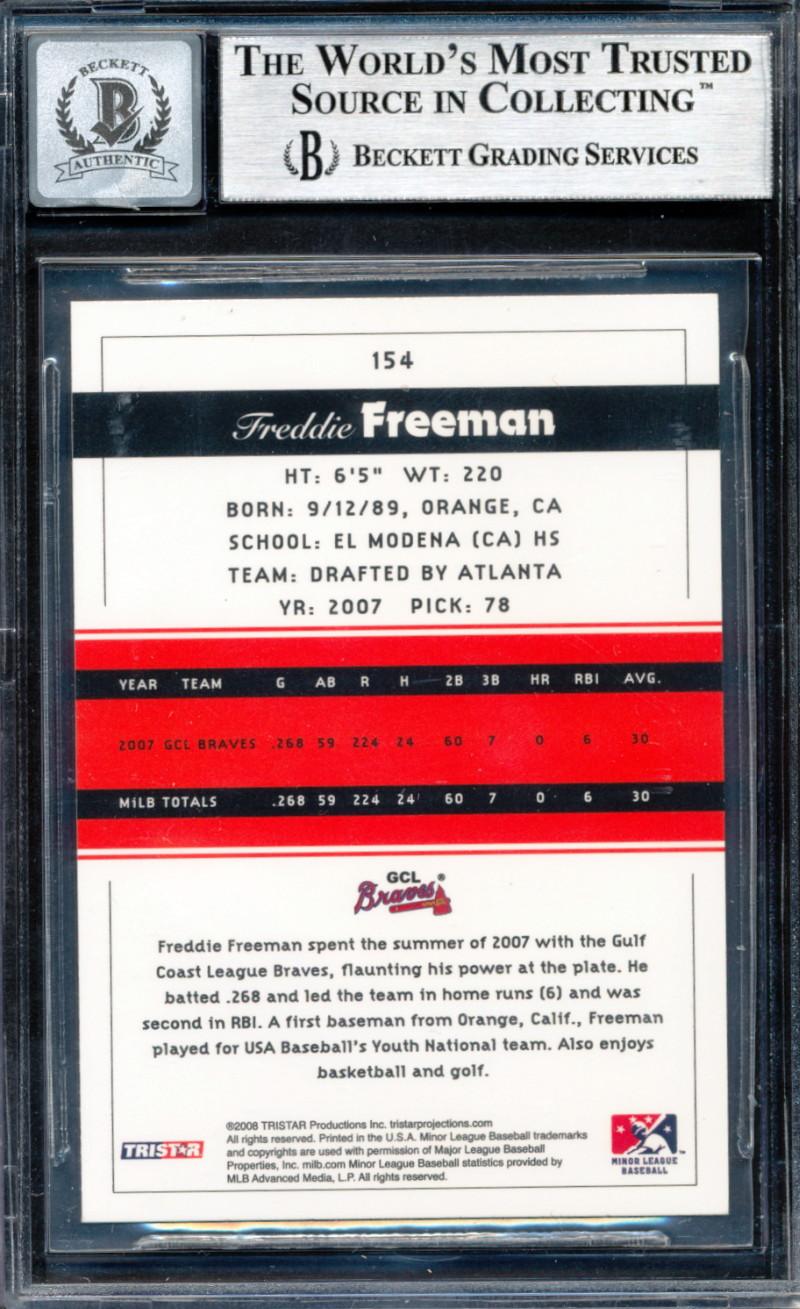 BECKETT
B
AUTHENTIC
THE WORLD'S MOST TRUSTED
SOURCE IN COLLECTING™
B BECKETT GRADING SERVICES
154
Freddie Freeman
HT: 6'5" WT: 220
BORN: 9/12/89, ORANGE, CA
SCHOOL: EL MODENA (CA) HS
TEAM: DRAFTED BY ATLANTA
YR: 2007 PICK: 78
YEAR TEAM G AB R H 2B 3B HR RBI AVG.
2007 GCL BRAVES .268 59 224 24 60 7 0 6 30
MiLB TOTALS .268 59 224 24 60 7 0 6 30
GCL
Braves®
Freddie Freeman spent the summer of 2007 with the Gulf
Coast League Braves, flaunting his power at the plate. He
batted .268 and led the team in home runs (6) and was
second in RBI. A first baseman from Orange, Calif., Freeman
played for USA Baseball's Youth National team. Also enjoys
basketball and golf.
TRISTAR
®2008 TRISTAR Productions Inc. tristarprojections.com
All rights reserved. Printed in the U.S.A. Minor League Baseball trademarks
and copyrights are used with permission of Major League Baseball
Properties, Inc. milb.com Minor League Baseball statistics provided by
MLB Advanced Media, L.P. All rights reserved.
MINOR LEAGUE™
BASEBALL